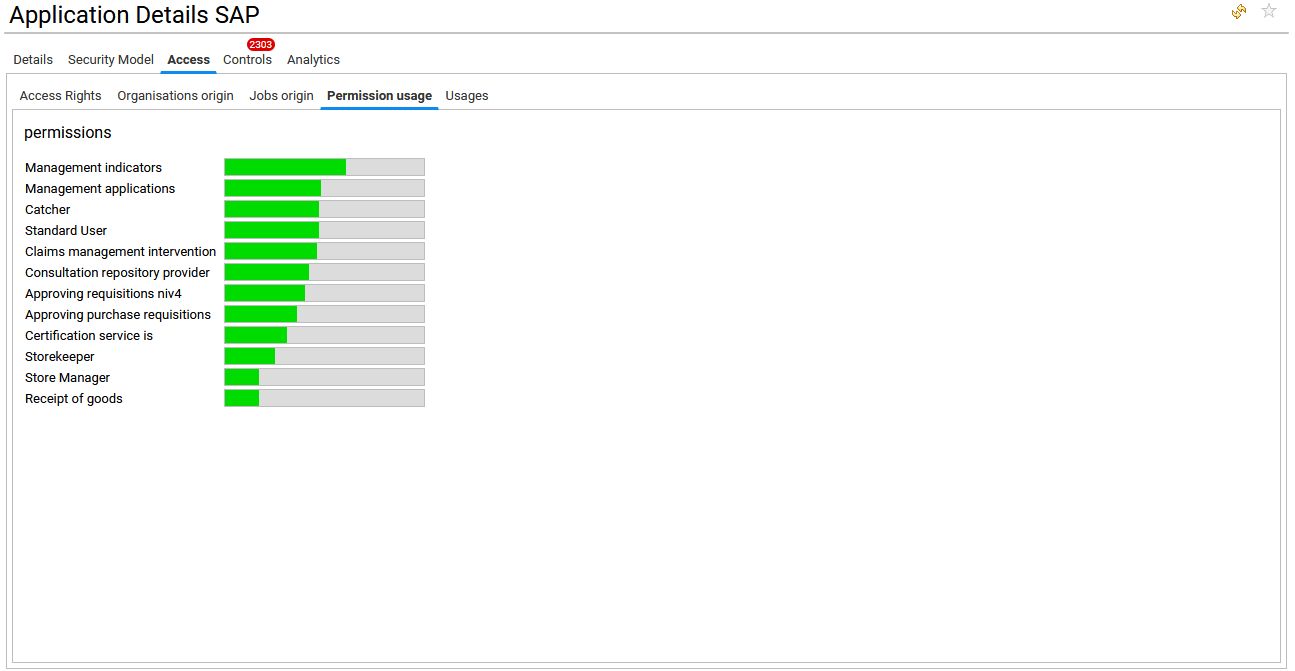 Application Details SAP
2303
Details Security Model Access Controls Analytics
Access Rights Organisations origin Jobs origin Permission usage Usages
permissions
Management indicators
Management applications
Catcher
Standard User
Claims management intervention
Consultation repository provider
Approving requisitions niv4
Approving purchase requisitions
Certification service is
Storekeeper
Store Manager
Receipt of goods